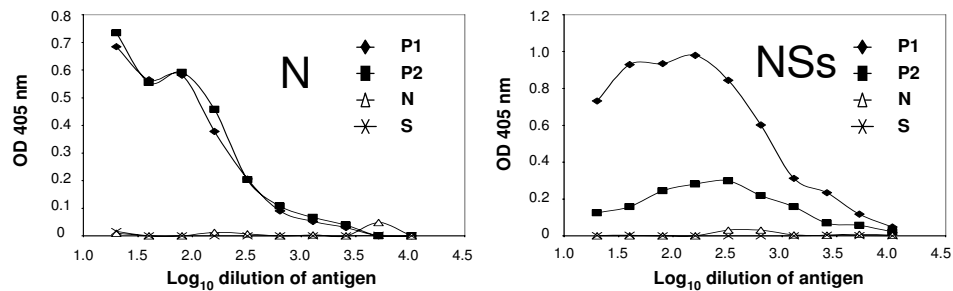 0.8
0.7
0.6
0.5
0.4
0.3
0.2
0.1
0
OD 405 nm
N
P1
P2
N
S
1.0 1.5 2.0 2.5 3.0 3.5 4.0 4.5
Log10 dilution of antigen
1.2
1.0
0.8
0.6
0.4
0.2
0
OD 405 nm
NSs
P1
P2
N
S
1.0 1.5 2.0 2.5 3.0 3.5 4.0 4.5
Log10 dilution of antigen